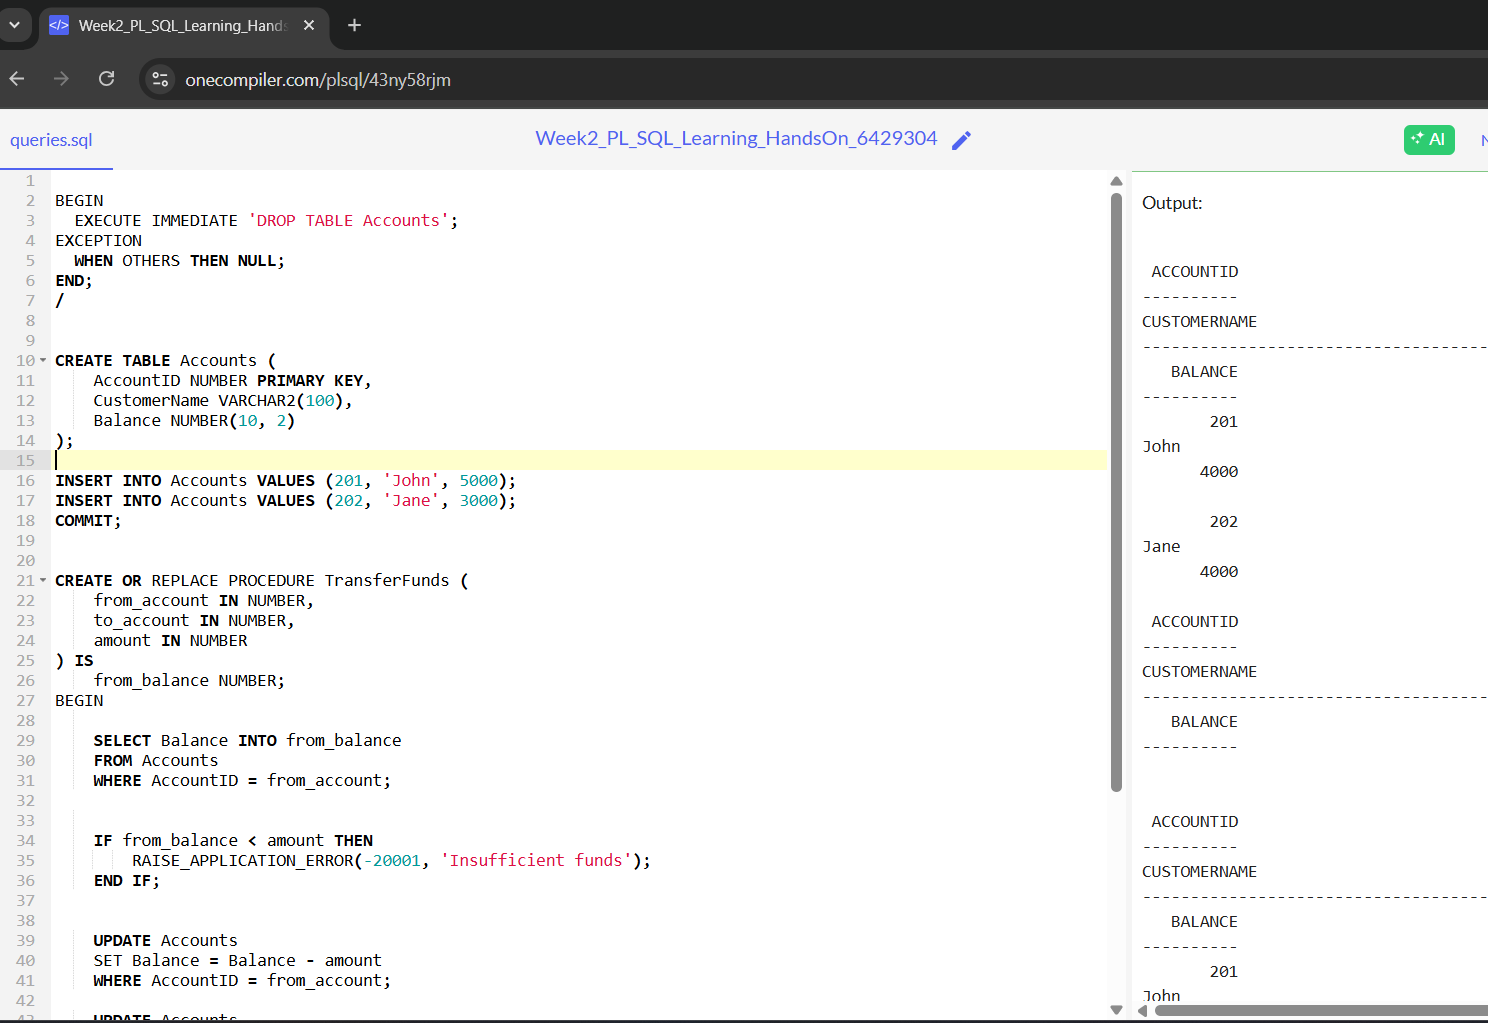 Week2_PL_SQL_Learning_Hands
onecompiler.com/plsql/43ny58rjm
queries.sql
Week2_PL_SQL_Learning_HandsOn_6429304
AI
1
2 BEGIN
3 EXECUTE IMMEDIATE 'DROP TABLE Accounts';
4 EXCEPTION
5 WHEN OTHERS THEN NULL;
6 END;
7 /
8
9
10 CREATE TABLE Accounts (
11 AccountID NUMBER PRIMARY KEY,
12 CustomerName VARCHAR2(100),
13 Balance NUMBER(10, 2)
14 );
15
16 INSERT INTO Accounts VALUES (201, 'John', 5000);
17 INSERT INTO Accounts VALUES (202, 'Jane', 3000);
18 COMMIT;
19
20
21 CREATE OR REPLACE PROCEDURE TransferFunds (
22 from_account IN NUMBER,
23 to_account IN NUMBER,
24 amount IN NUMBER
25 ) IS
26 from_balance NUMBER;
27 BEGIN
28
29 SELECT Balance INTO from_balance
30 FROM Accounts
31 WHERE AccountID = from_account;
32
33
34 IF from_balance < amount THEN
35 RAISE_APPLICATION_ERROR(-20001, 'Insufficient funds');
36 END IF;
37
38
39 UPDATE Accounts
40 SET Balance = Balance - amount
41 WHERE AccountID = from_account;
42
43 UPDATE Accounts
Output:
ACCOUNTID
----------
CUSTOMERNAME
------------------------------------
BALANCE
----------
201
John
4000
202
Jane
4000
ACCOUNTID
----------
CUSTOMERNAME
------------------------------------
BALANCE
----------
ACCOUNTID
----------
CUSTOMERNAME
------------------------------------
BALANCE
----------
201
John